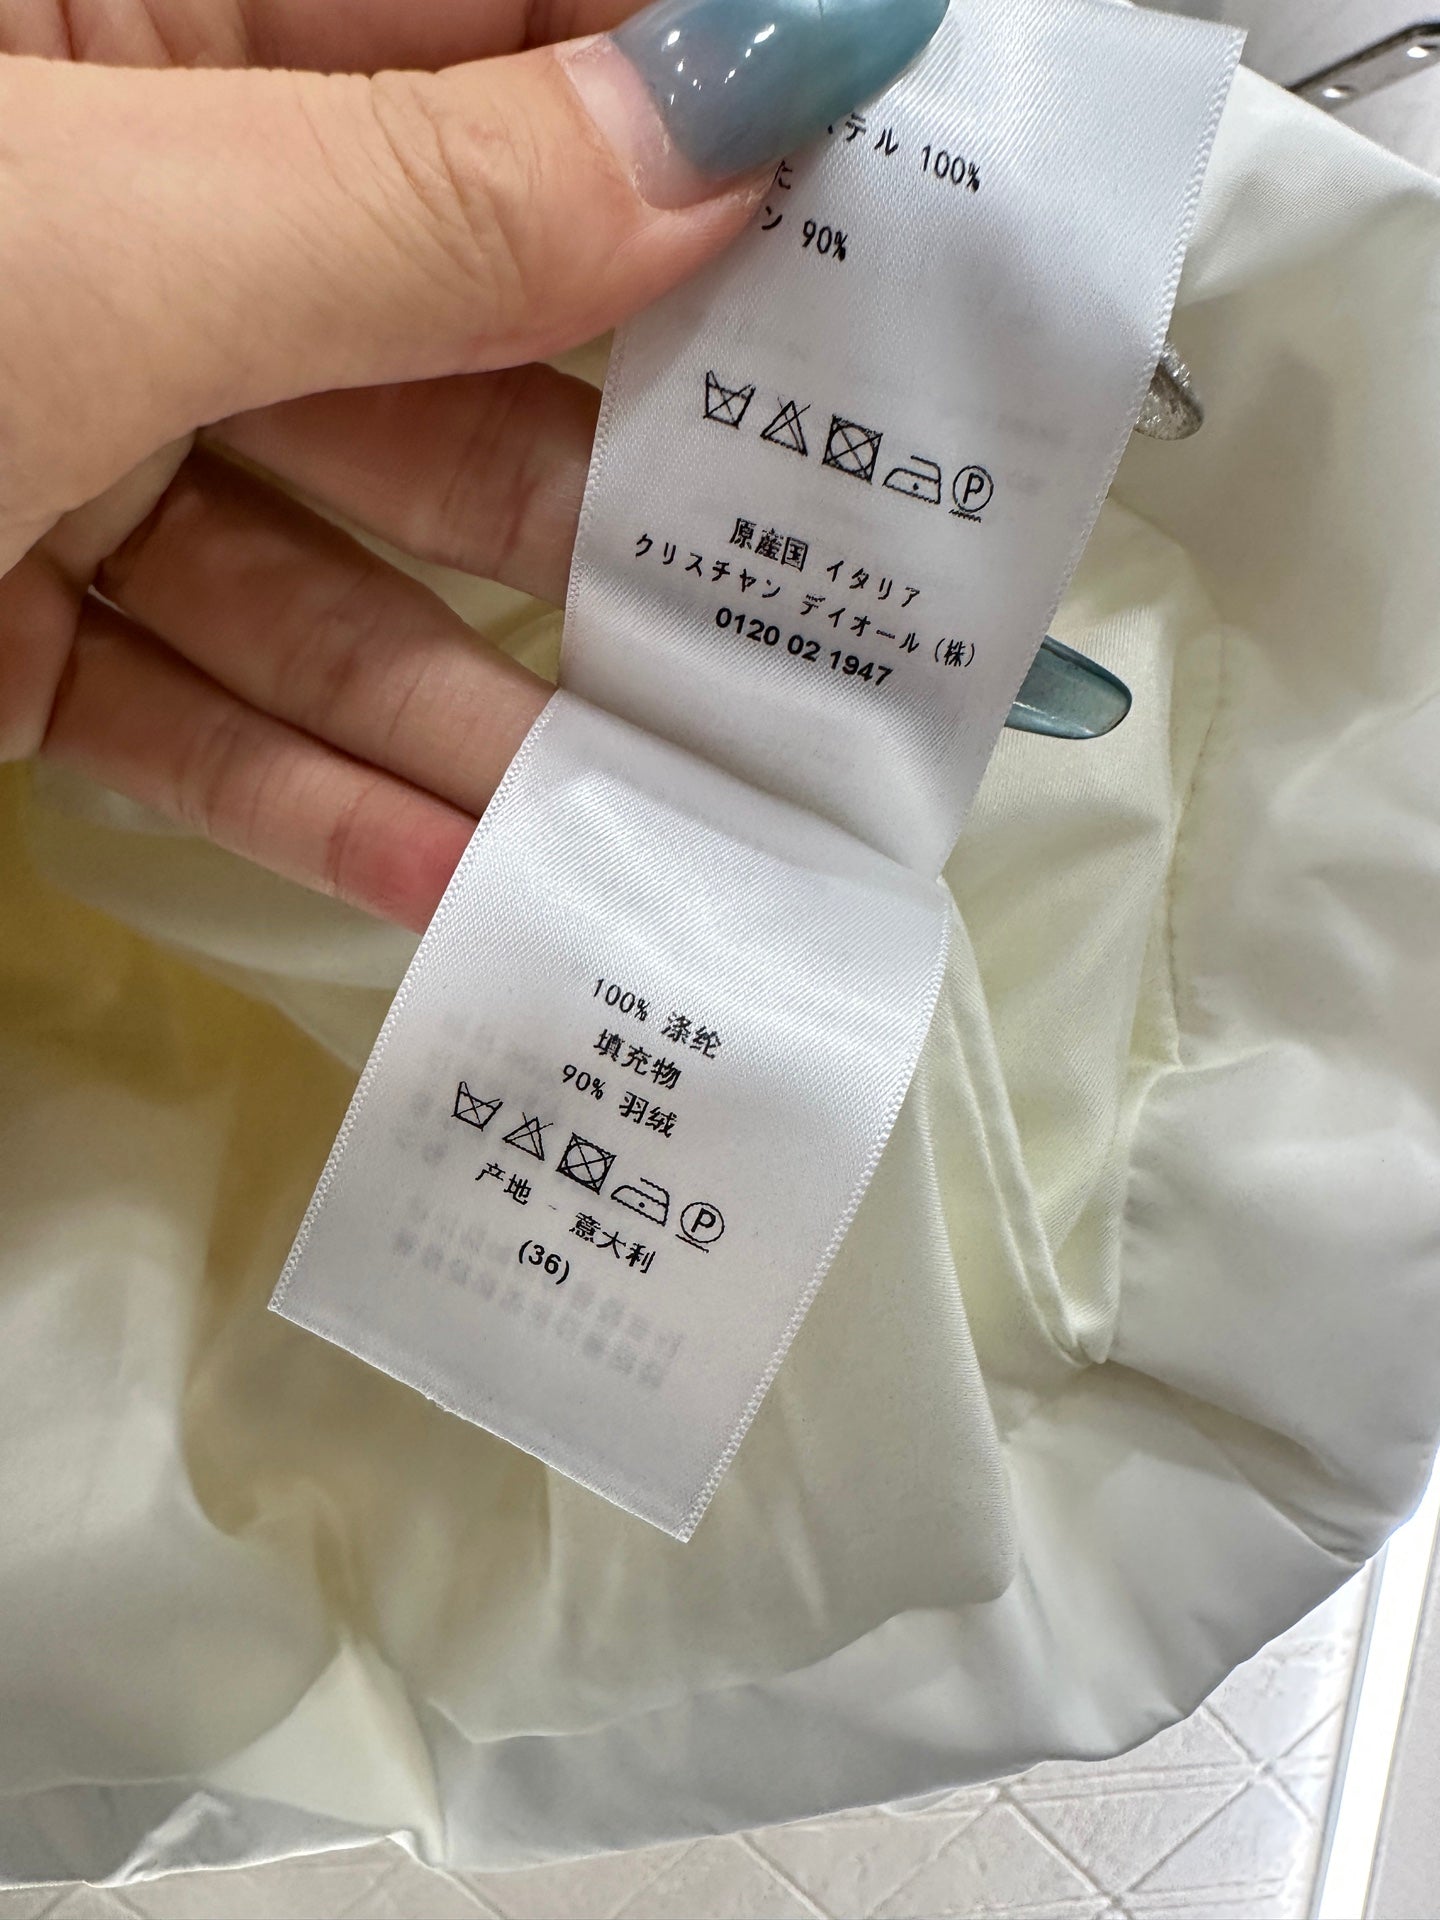 テル 100%
た
ン 90%
P
原産国 イタリア
クリスチャン ディオール (株)
0120 02 1947
100% 涤纶
填充物
90% 羽绒
P
产地 - 意大利
(36)